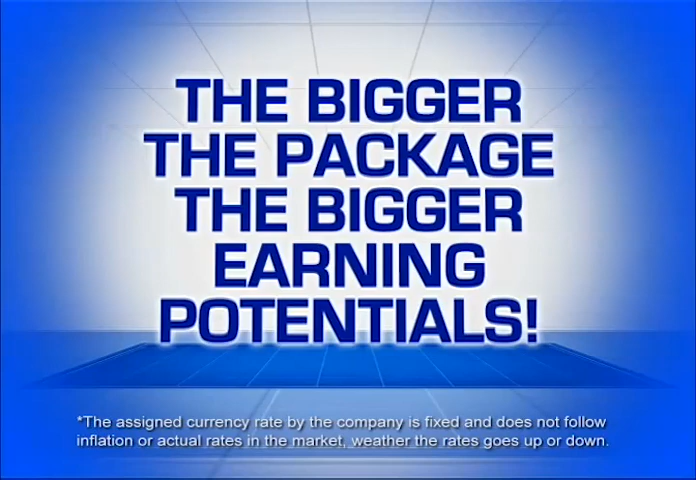 THE BIGGER
THE PACKAGE
THE BIGGER
EARNING
POTENTIALS!
*The assigned currency rate by the company is fixed and does not follow
inflation or actual rates in the market, weather the rates goes up or down.